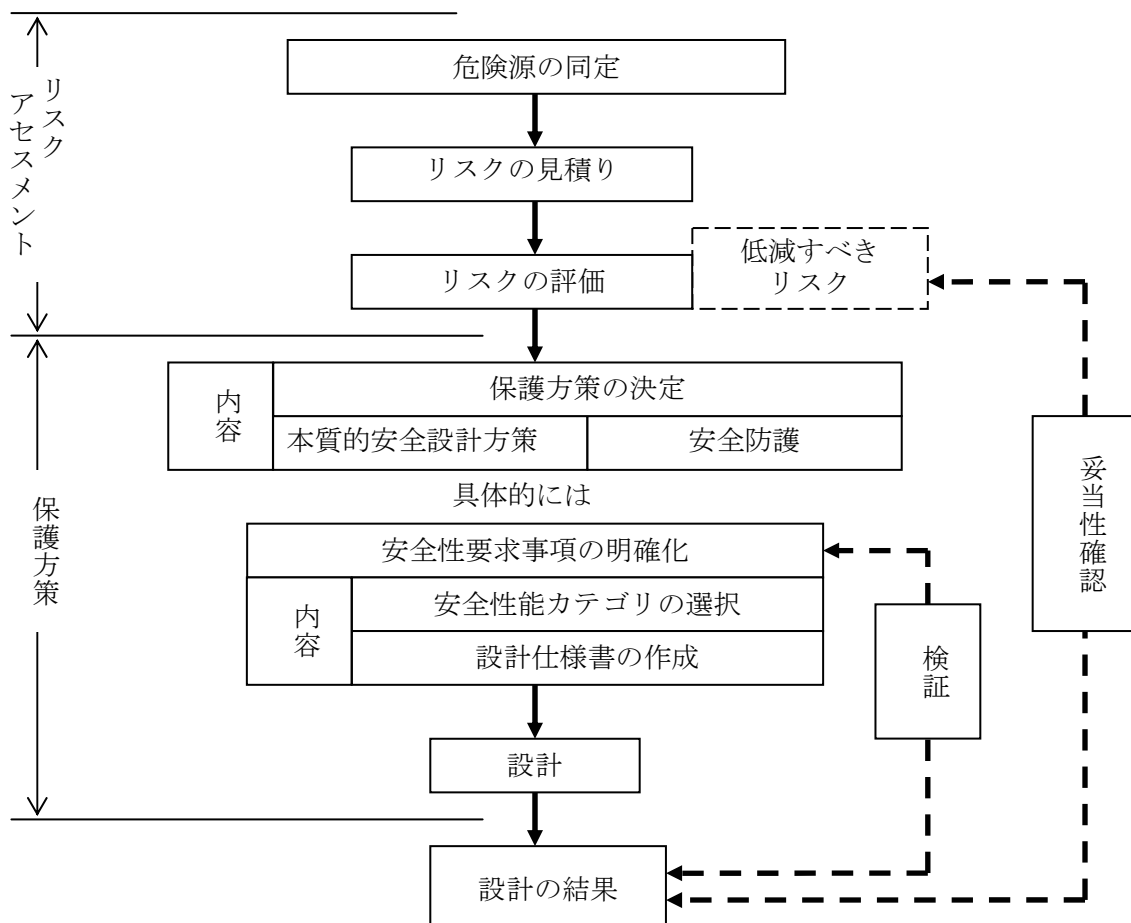 危険源の同定
リスク
アセスメント
リスクの見積り
リスクの評価
低減すべき
リスク
内容
保護方策の決定
本質的安全設計方策
安全防護
具体的には
保護方策
安全性要求事項の明確化
内容
安全性能カテゴリの選択
設計仕様書の作成
検証
妥当性確認
設計
設計の結果